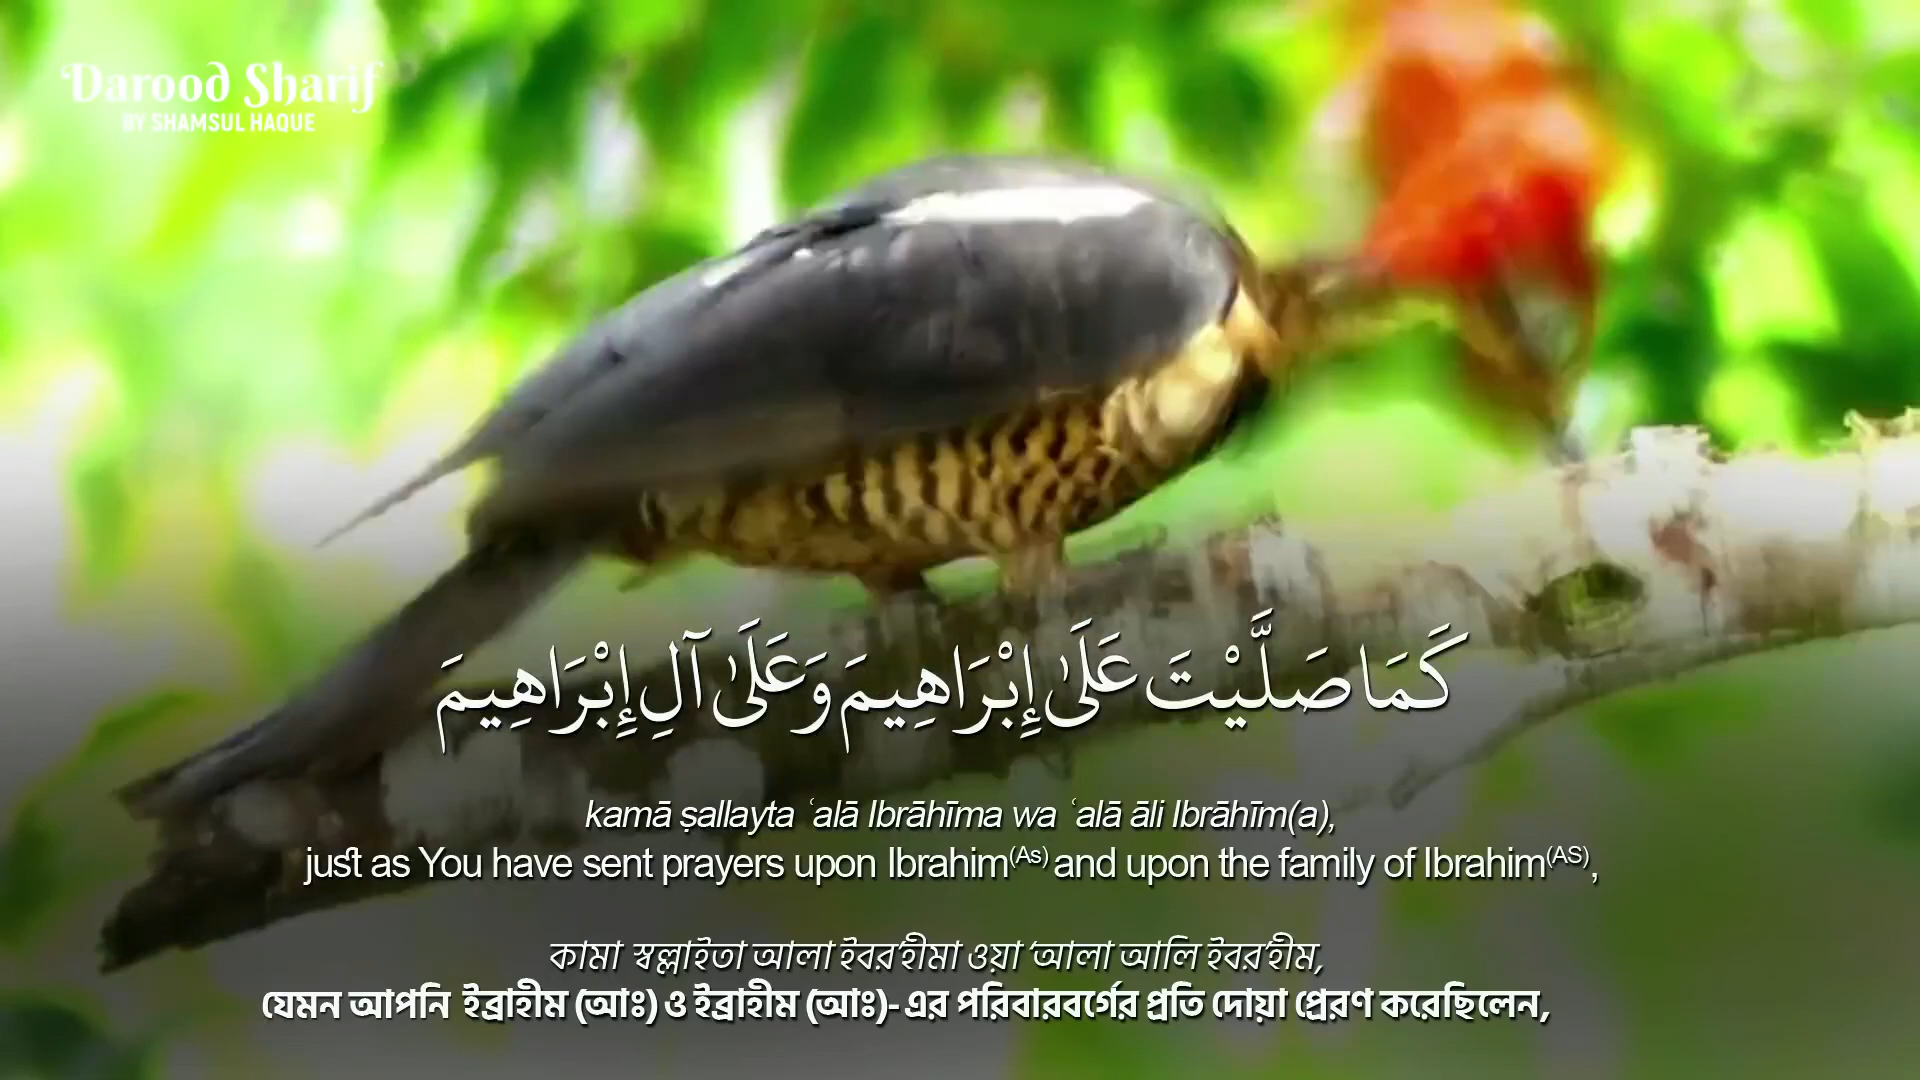 Darood Sharif
BY SHAMSUL HAQUE
كَمَا صَلَّيْتَ عَلَىٰ إِبْرَاهِيمَ وَعَلَىٰ آلِ إِبْرَاهِيمَ
kamā ṣallayta ʿalā Ibrāhīma wa ʿalā āli Ibrāhīm(a),
just as You have sent prayers upon Ibrahim(As) and upon the family of Ibrahim(AS),
কামা স্বল্লাইতা আলা ইবর’হীমা ওয়া ‘আলা আলি ইবর’হীম,
যেমন আপনি ইব্রাহীম (আঃ) ও ইব্রাহীম (আঃ)- এর পরিবারবর্গের প্রতি দোয়া প্রেরণ করেছিলেন,